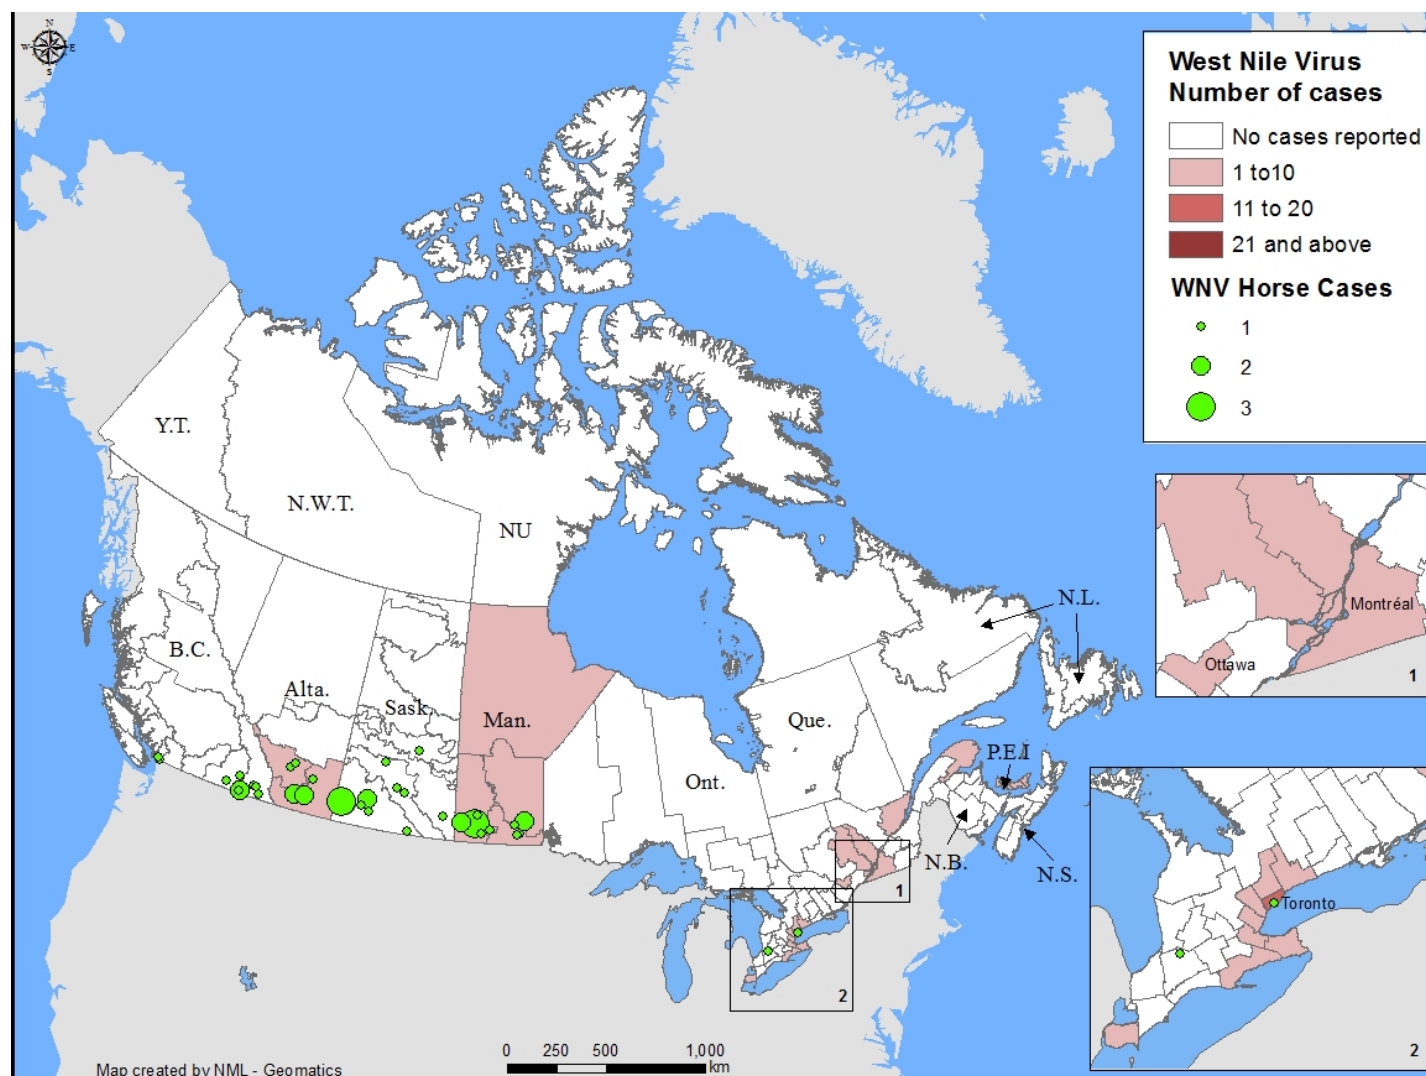 N
W E
S
West Nile Virus
Number of cases
No cases reported
1 to10
11 to 20
21 and above
WNV Horse Cases
1
2
3
Y.T.
N.W.T.
NU
B.C.
Alta.
Sask.
Man.
Ont.
Que.
N.L.
P.E.I
N.B.
N.S.
1
2
Montréal
Ottawa
1
Toronto
2
0 250 500 1,000
km
Map created by NML - Geomatics